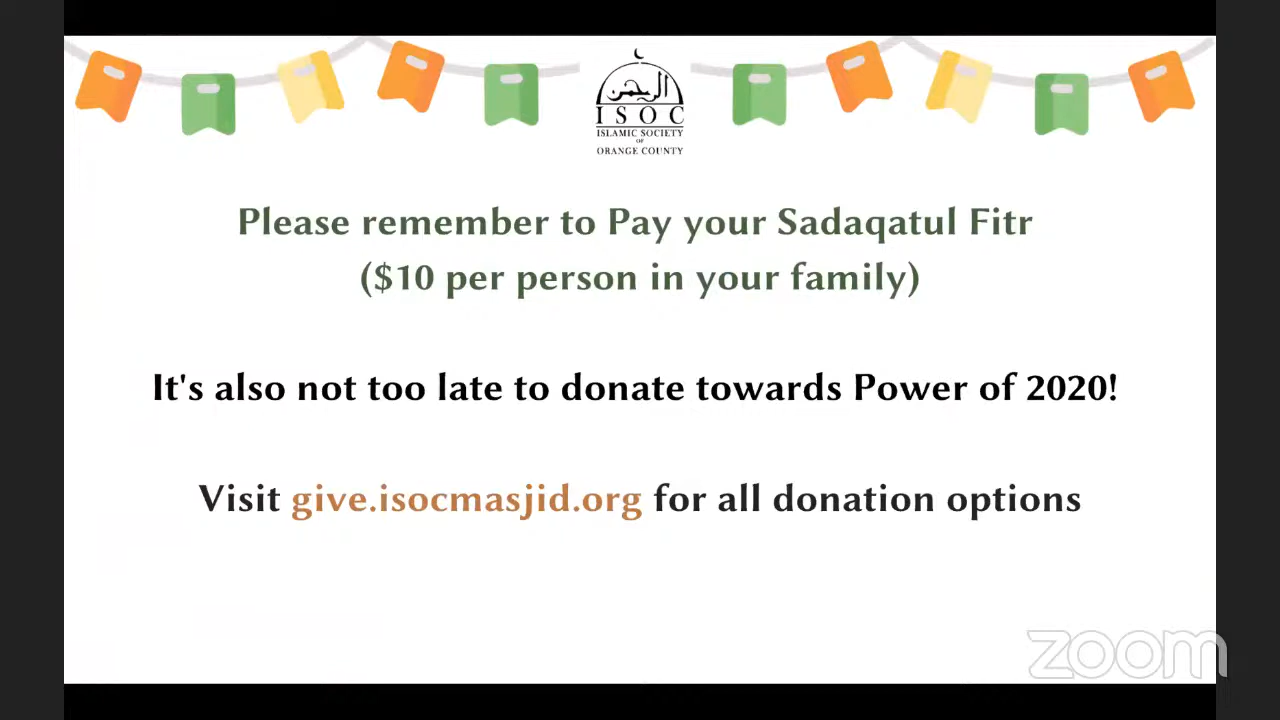 الرحمن
ISOC
ISLAMIC SOCIETY
OF
ORANGE COUNTY
Please remember to Pay your Sadaqatul Fitr
($10 per person in your family)
It's also not too late to donate towards Power of 2020!
Visit give.isocmasjid.org for all donation options
zoom